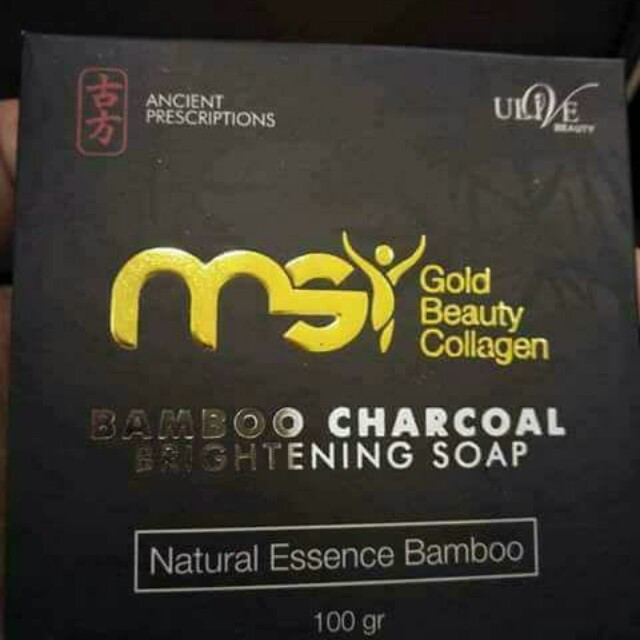 古方
ANCIENT
PRESCRIPTIONS
ULIVE
BEAUTY
msi
Gold
Beauty
Collagen
BAMBOO CHARCOAL
BRIGHTENING SOAP
Natural Essence Bamboo
100 gr